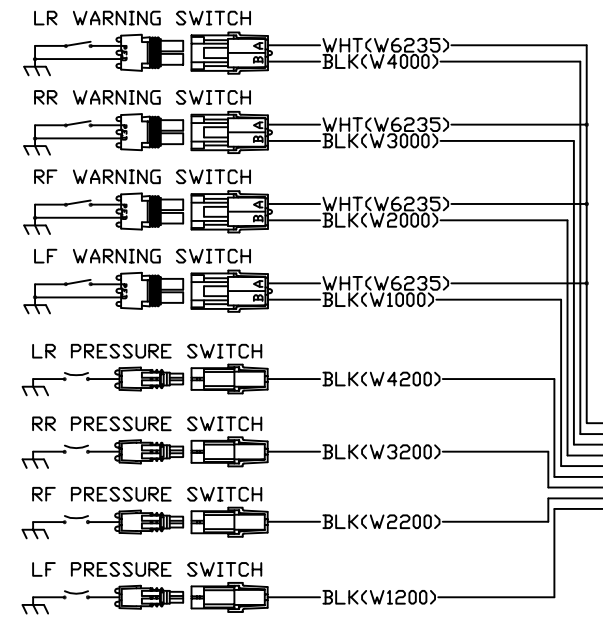 LR WARNING SWITCH
A WHT(W6235)
B BLK(W4000)
RR WARNING SWITCH
A WHT(W6235)
B BLK(W3000)
RF WARNING SWITCH
A WHT(W6235)
B BLK(W2000)
LF WARNING SWITCH
A WHT(W6235)
B BLK(W1000)
LR PRESSURE SWITCH
BLK(W4200)
RR PRESSURE SWITCH
BLK(W3200)
RF PRESSURE SWITCH
BLK(W2200)
LF PRESSURE SWITCH
BLK(W1200)